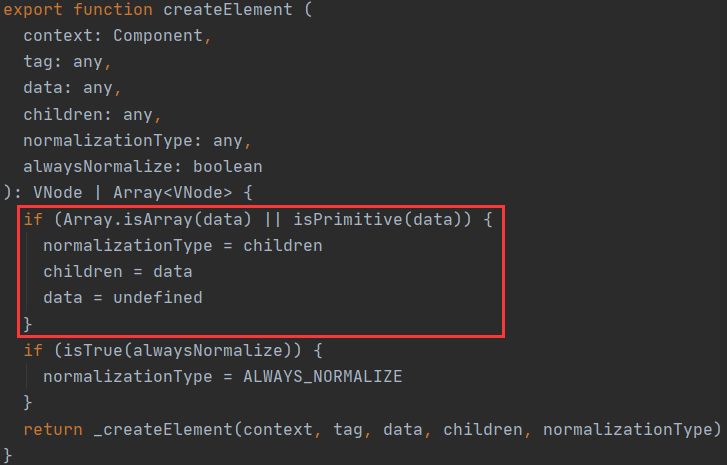 export function createElement (
  context: Component,
  tag: any,
  data: any,
  children: any,
  normalizationType: any,
  alwaysNormalize: boolean
): VNode | Array<VNode> {
  if (Array.isArray(data) || isPrimitive(data)) {
    normalizationType = children
    children = data
    data = undefined
  }
  if (isTrue(alwaysNormalize)) {
    normalizationType = ALWAYS_NORMALIZE
  }
  return _createElement(context, tag, data, children, normalizationType)
}